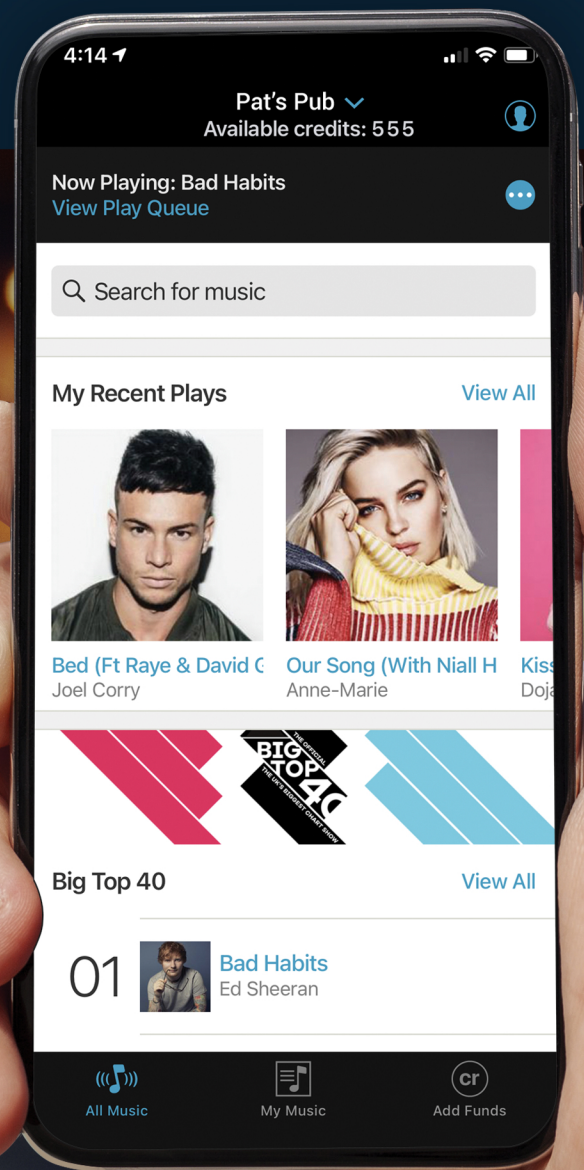 4:14
Pat's Pub
Available credits: 555
Now Playing: Bad Habits
View Play Queue
Search for music
My Recent Plays
View All
Bed (Ft Raye & David G
Our Song (With Niall H
Kiss
Joel Corry
Anne-Marie
Doja
THE OFFICIAL
BIG
TOP
40
THE UK'S BIGGEST CHART SHOW
Big Top 40
View All
01
Bad Habits
Ed Sheeran
cr
All Music
My Music
Add Funds